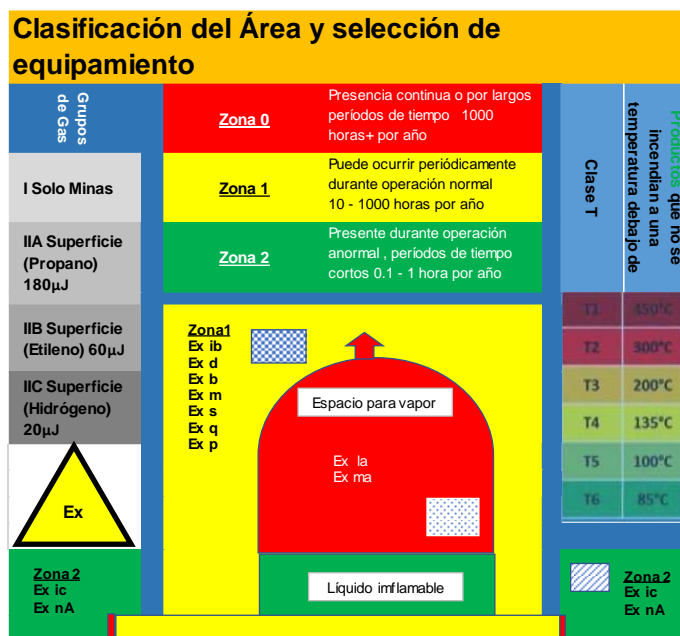 Clasificación del Área y selección de
equipamiento
Grupos
de Gas
I Solo Minas
IIA Superficie
(Propano)
180µJ
IIB Superficie
(Etileno) 60µJ
IIC Superficie
(Hidrógeno)
20µJ
Ex
Zona 2
Ex ic
Ex nA
Zona 0
Presencia continua o por largos
períodos de tiempo 1000
horas+ por año
Zona 1
Puede ocurrir periódicamente
durante operación normal
10 - 1000 horas por año
Zona 2
Presente durante operación
anormal , períodos de tiempo
cortos 0.1 - 1 hora por año
Zona1
Ex ib
Ex d
Ex b
Ex m
Ex s
Ex q
Ex p
Espacio para vapor
Ex Ia
Ex ma
Líquido imflamable
Clase T
Productos que no se
incendian a una
temperatura debajo de
T1 450°C
T2 300°C
T3 200°C
T4 135°C
T5 100°C
T6 85°C
Zona 2
Ex ic
Ex nA